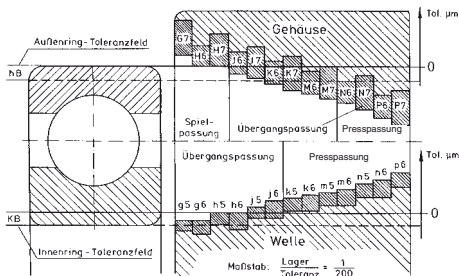 Tol. µm
Außenring-Toleranzfeld
Gehäuse
G7
H6
H7
J6
J7
K6
K7
M6
M7
N6
N7
P6
P7
0
hB
Spiel-
passung
Übergangspassung
Presspassung
Übergangspassung
Presspassung
Tol. µm
g5
g6
h5
h6
j5
j6
k5
k6
m5
m6
n5
n6
p6
KB
0
Innenring-Toleranzfeld
Welle
Maßstab: Lager / Toleranz = 1 / 200